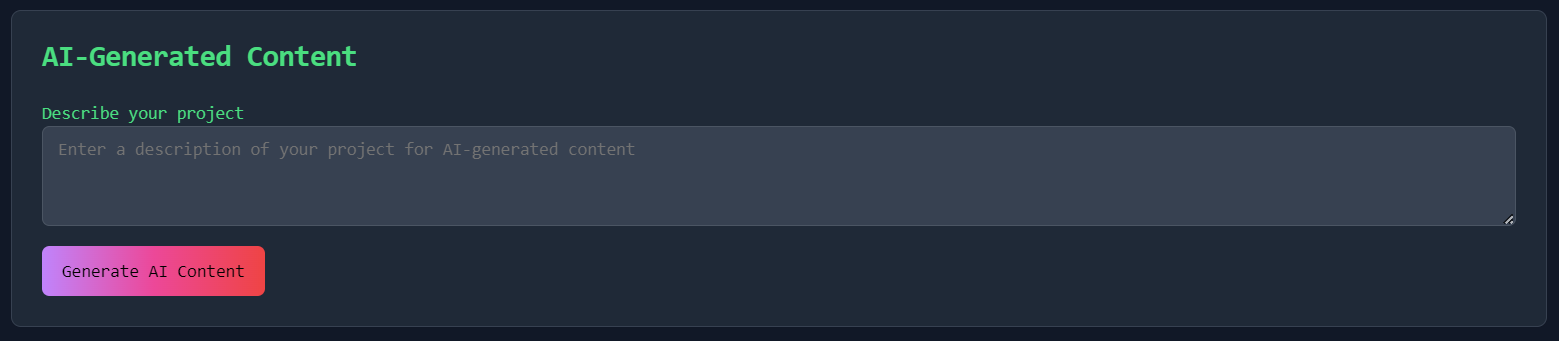 AI-Generated Content
Describe your project
Enter a description of your project for AI-generated content
Generate AI Content